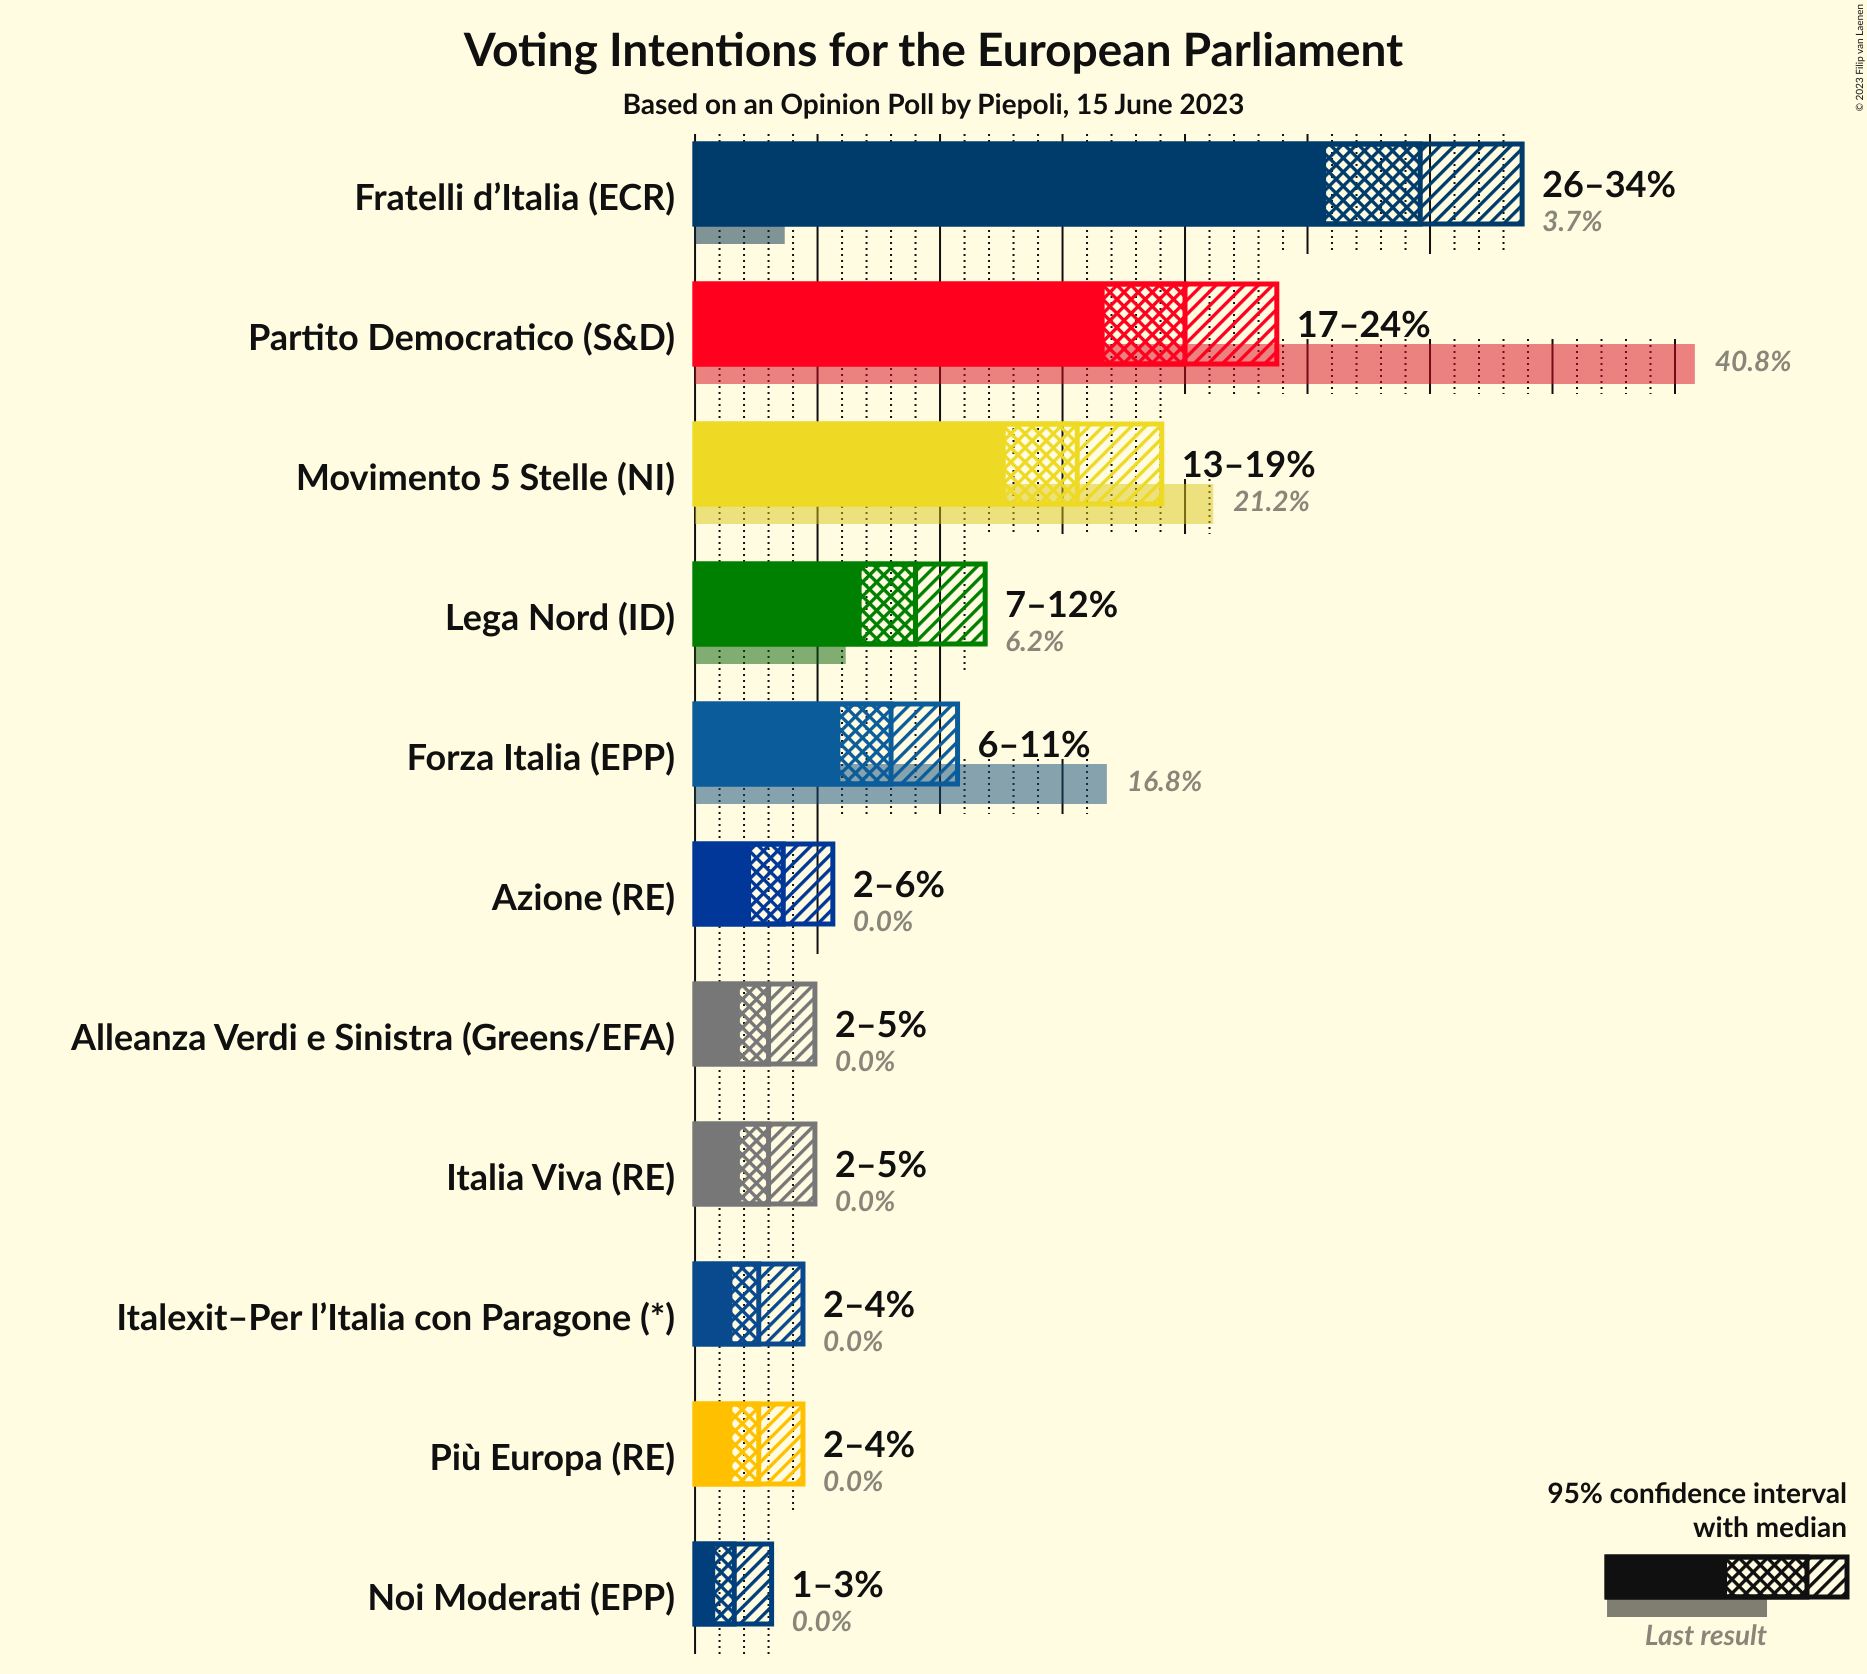 © 2023 Filip van Laenen
Voting Intentions for the European Parliament
Based on an Opinion Poll by Piepoli, 15 June 2023
Fratelli d’Italia (ECR)
26–34%
3.7%
Partito Democratico (S&D)
17–24%
40.8%
Movimento 5 Stelle (NI)
13–19%
21.2%
Lega Nord (ID)
7–12%
6.2%
Forza Italia (EPP)
6–11%
16.8%
Azione (RE)
2–6%
0.0%
Alleanza Verdi e Sinistra (Greens/EFA)
2–5%
0.0%
Italia Viva (RE)
2–5%
0.0%
Italexit–Per l’Italia con Paragone (*)
2–4%
0.0%
Più Europa (RE)
2–4%
0.0%
Noi Moderati (EPP)
1–3%
0.0%
95% confidence interval
with median
Last result